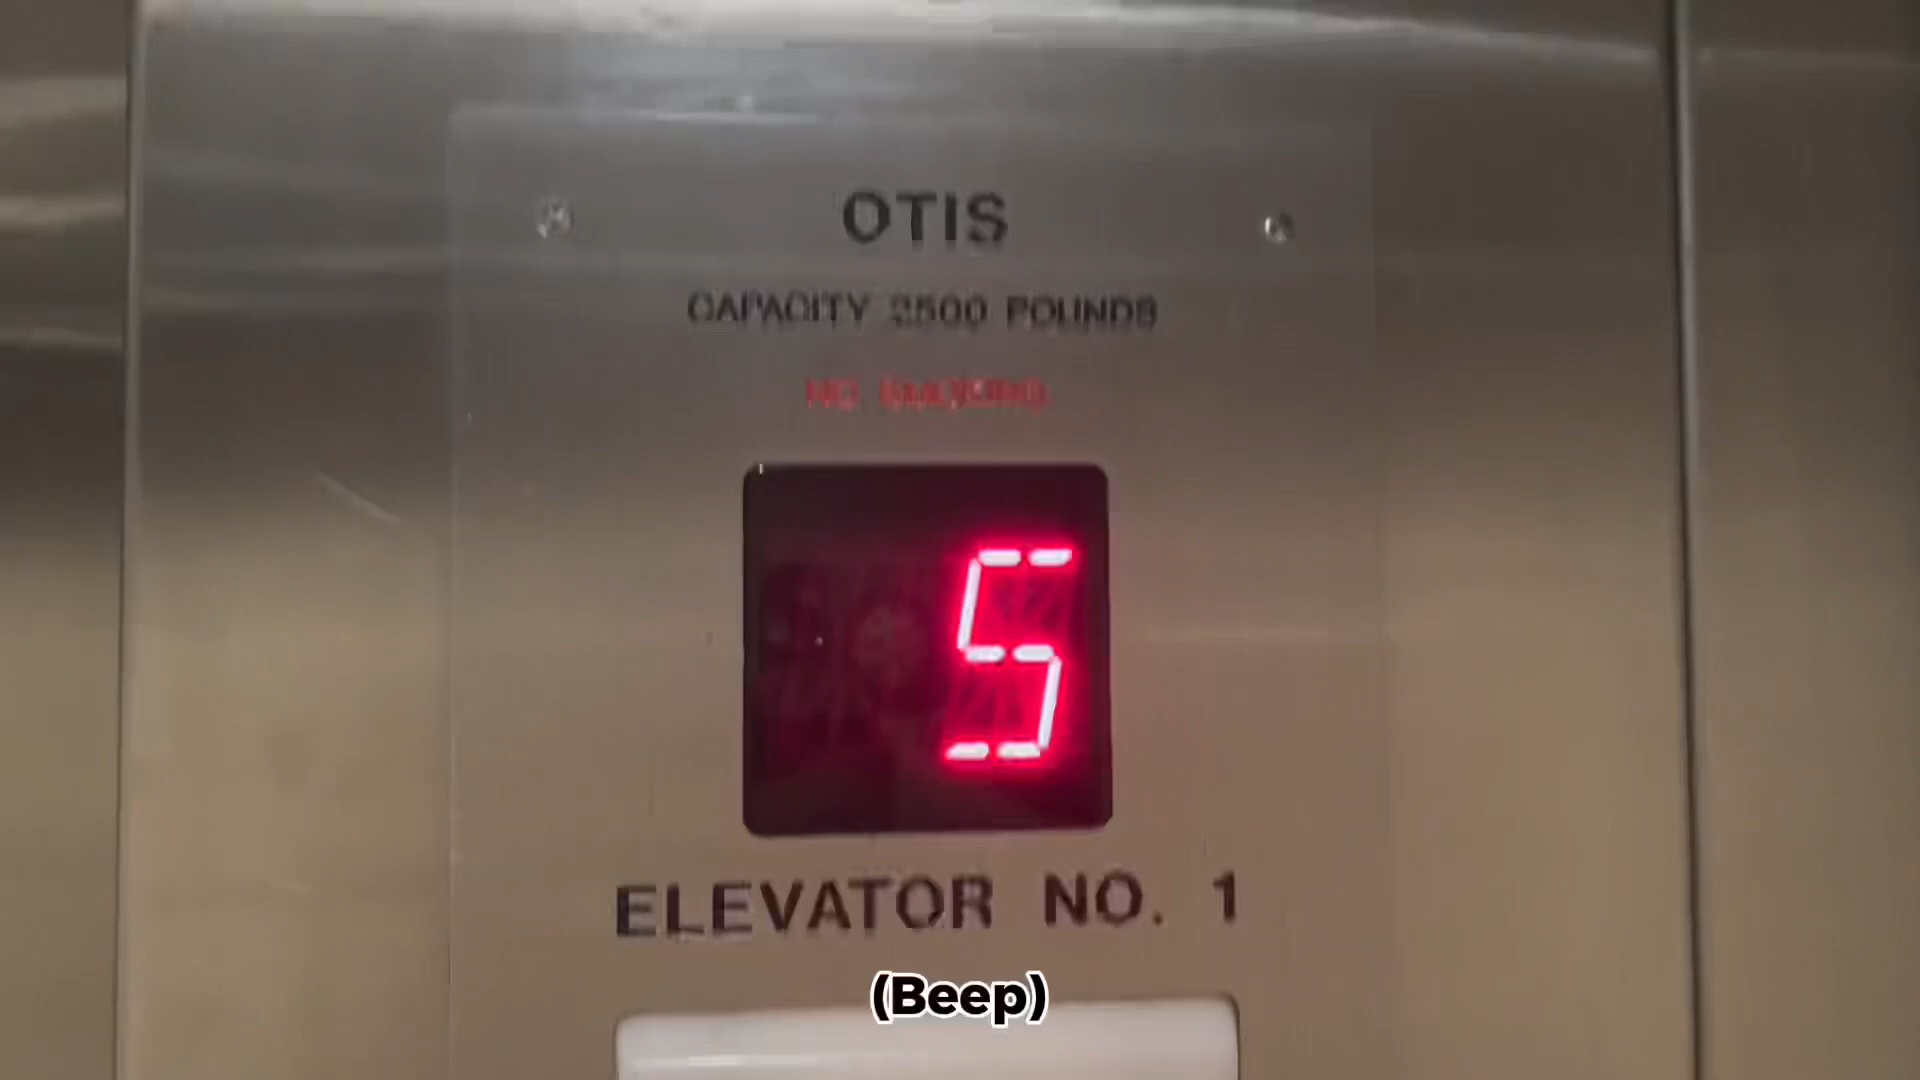 OTIS
CAPACITY 2500 POUNDS
NO SMOKING
5
ELEVATOR NO. 1
(Beep)